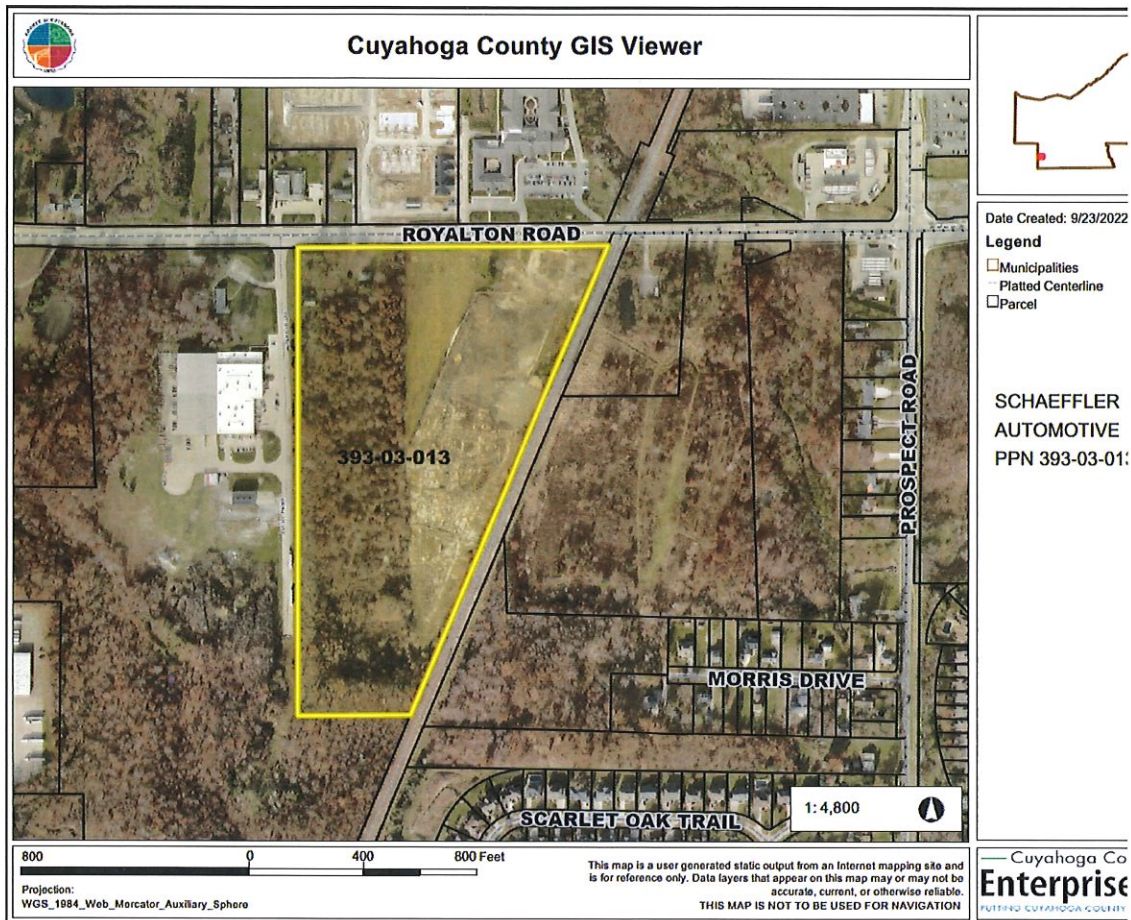 Cuyahoga County GIS Viewer
ROYALTON ROAD
393-03-013
PROSPECT ROAD
MORRIS DRIVE
SCARLET OAK TRAIL
1: 4,800
Date Created: 9/23/2022
Legend
Municipalities
Platted Centerline
Parcel
SCHAEFFLER
AUTOMOTIVE
PPN 393-03-01
800 0 400 800 Feet
Projection:
WGS_1984_Web_Mercator_Auxiliary_Sphere
This map is a user generated static output from an Internet mapping site and
is for reference only. Data layers that appear on this map may or may not be
accurate, current, or otherwise reliable.
THIS MAP IS NOT TO BE USED FOR NAVIGATION
Cuyahoga Co
Enterprise
PUTTING CUYAHOGA COUNTY